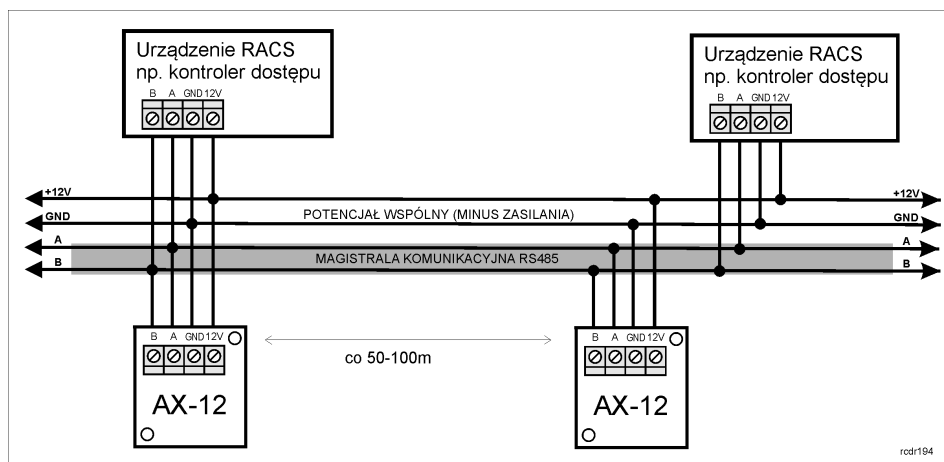 Urządzenie RACS
np. kontroler dostępu
B A GND 12V
Urządzenie RACS
np. kontroler dostępu
B A GND 12V
+12V
+12V
GND
POTENCJAŁ WSPÓLNY (MINUS ZASILANIA)
GND
A
A
B
MAGISTRALA KOMUNIKACYJNA RS485
B
B A GND 12V
AX-12
co 50-100m
B A GND 12V
AX-12
rcdr194